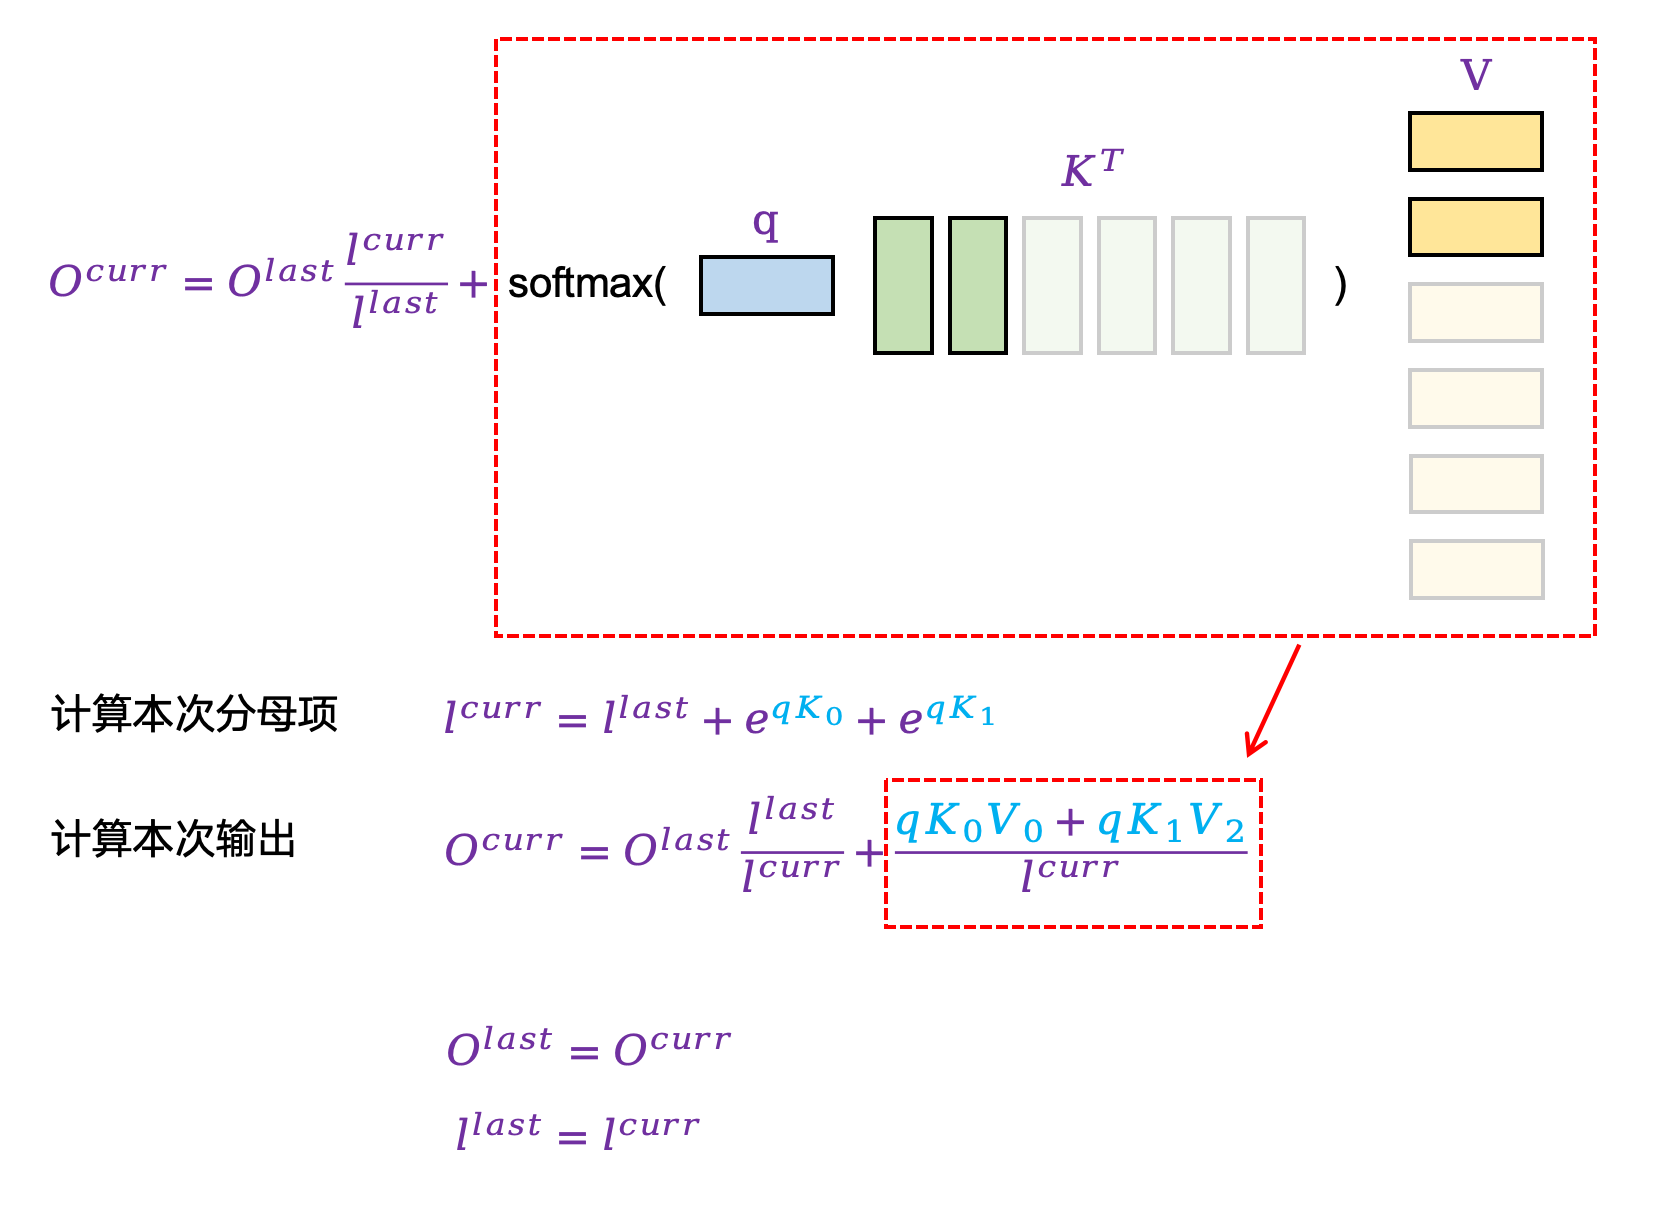 V
K^T
q
O^{curr} = O^{last} \frac{l^{curr}}{l^{last}} + softmax( )
计算本次分母项 l^{curr} = l^{last} + e^{qK_0} + e^{qK_1}
计算本次输出 O^{curr} = O^{last} \frac{l^{last}}{l^{curr}} + \frac{qK_0V_0 + qK_1V_2}{l^{curr}}
O^{last} = O^{curr}
l^{last} = l^{curr}